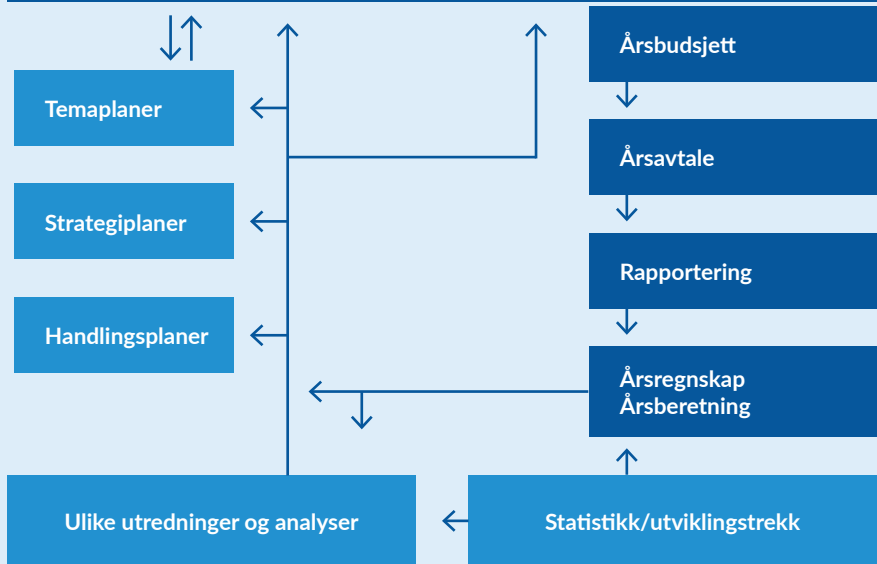 Temaplaner
Strategiplaner
Handlingsplaner
Årsbudsjett
Årsavtale
Rapportering
Årsregnskap
Årsberetning
Ulike utredninger og analyser
Statistikk/utviklingstrekk